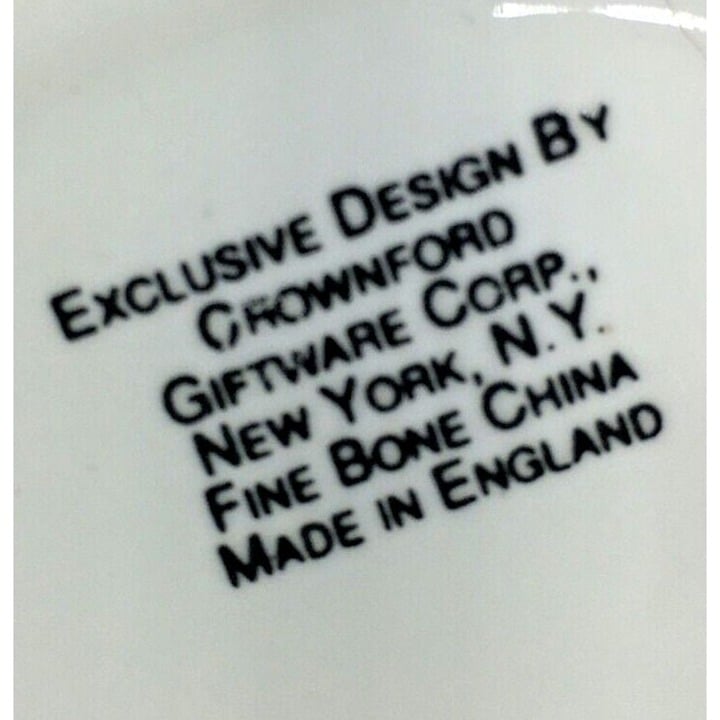 EXCLUSIVE DESIGN BY
CROWNFORD
GIFTWARE CORP.,
NEW YORK, N.Y.
FINE BONE CHINA
MADE IN ENGLAND